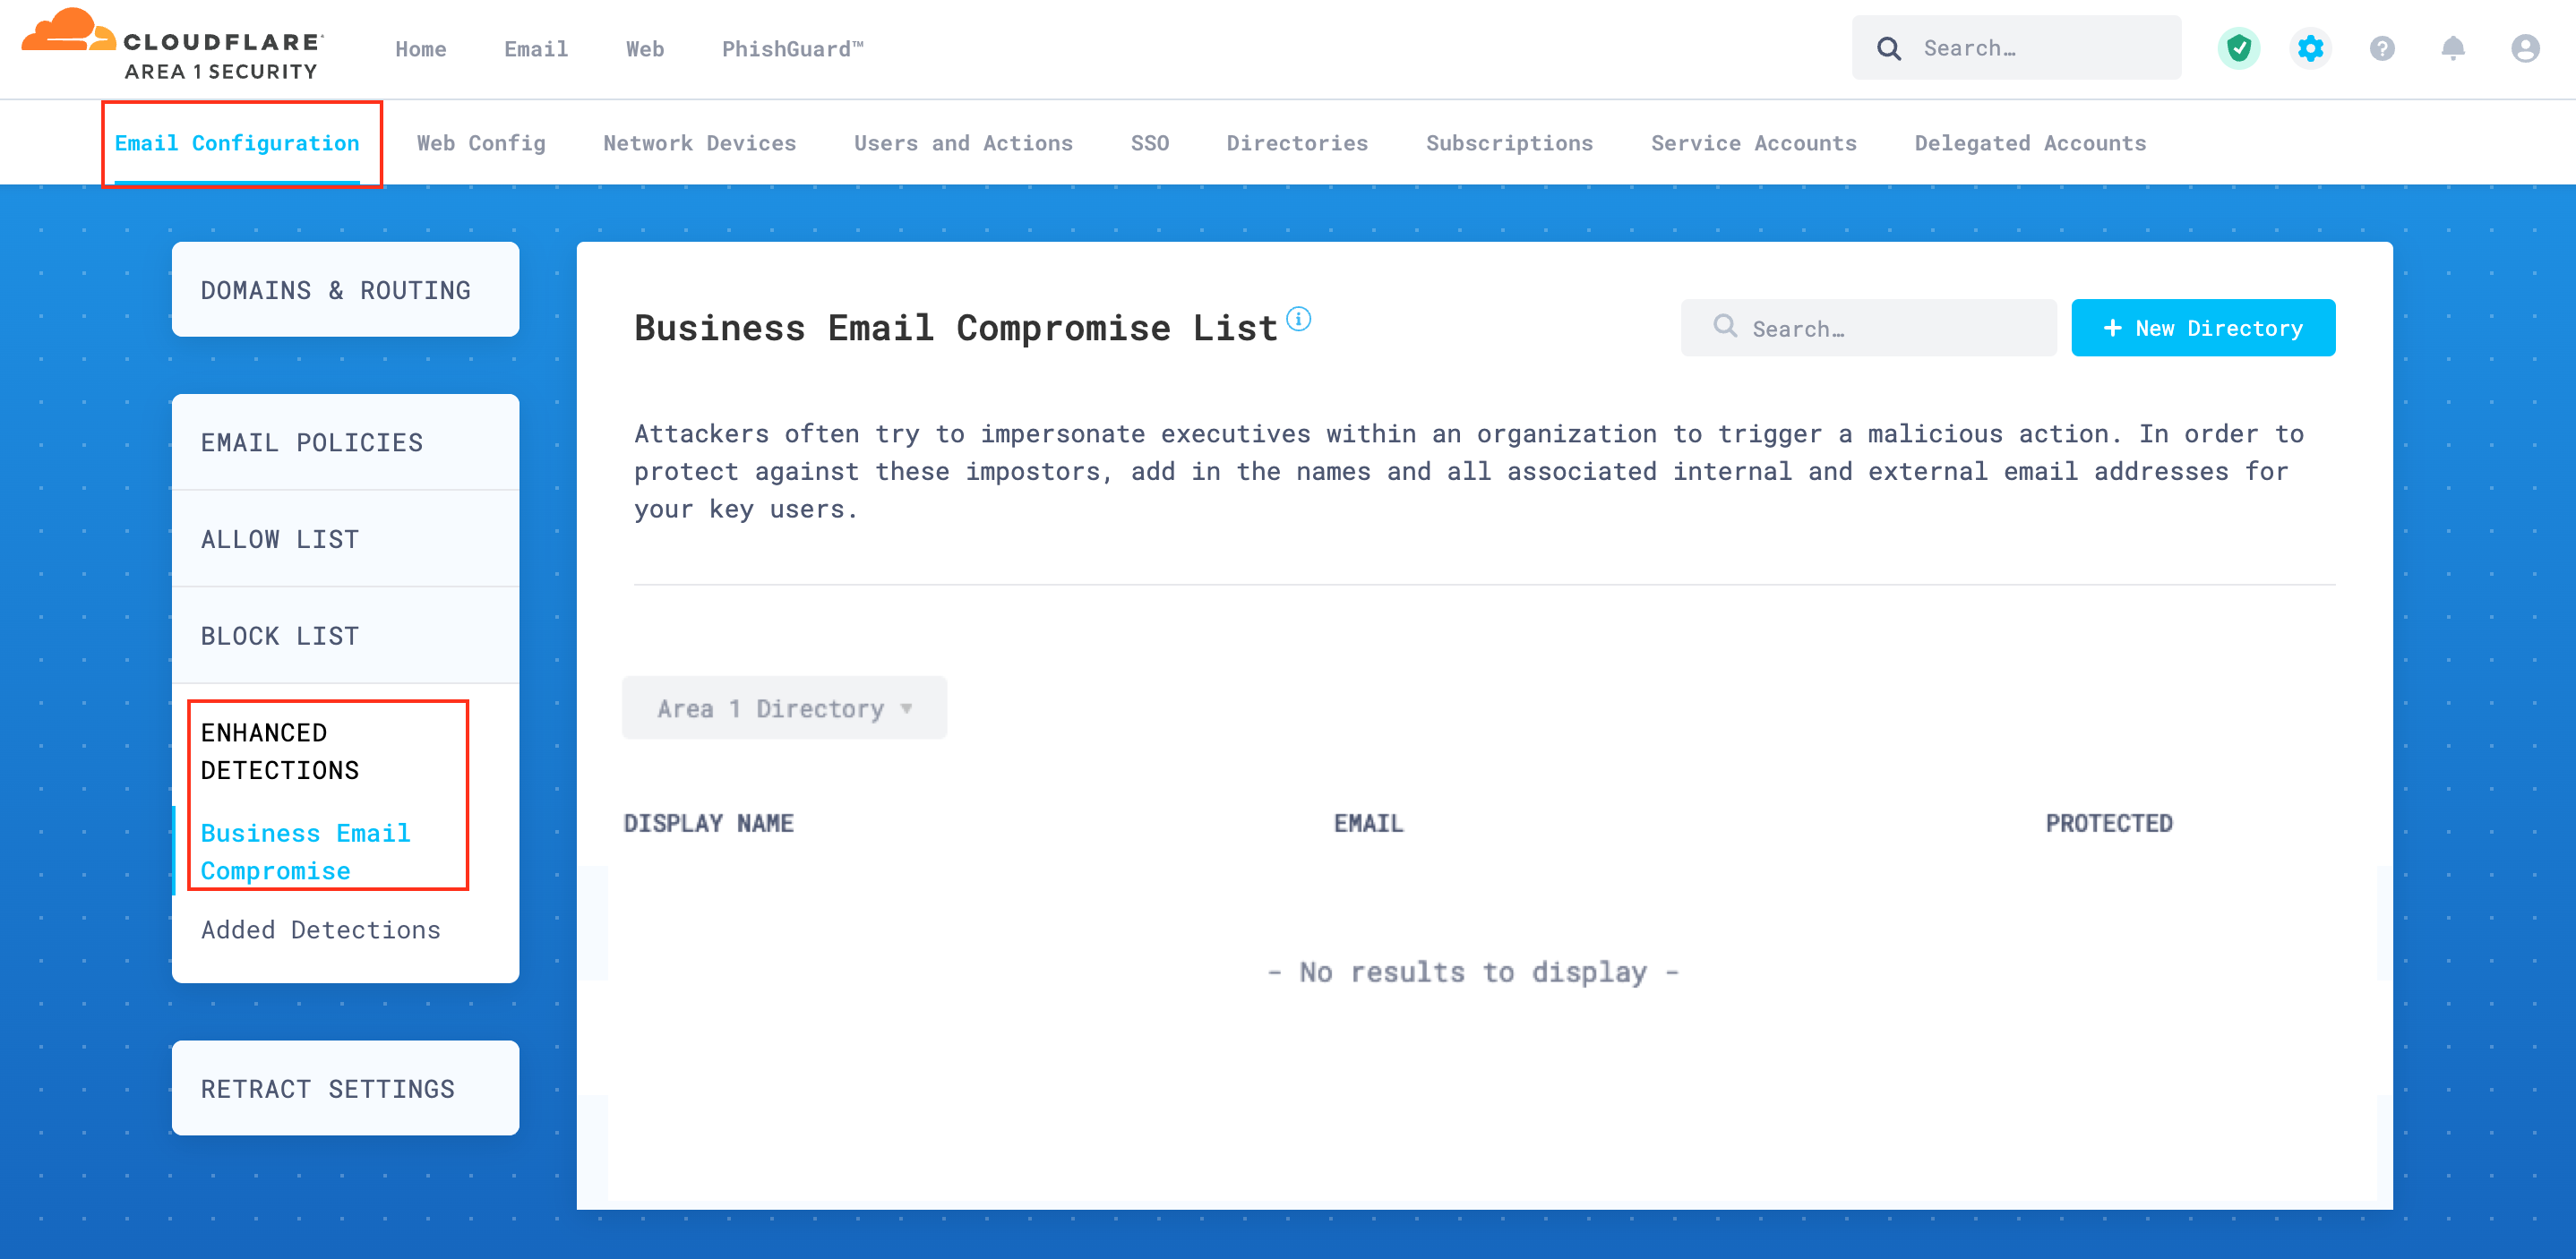 CLOUDFLARE
AREA 1 SECURITY
Home Email Web PhishGuard™
Search…
Email Configuration Web Config Network Devices Users and Actions SSO Directories Subscriptions Service Accounts Delegated Accounts
DOMAINS & ROUTING
EMAIL POLICIES
ALLOW LIST
BLOCK LIST
ENHANCED
DETECTIONS
Business Email
Compromise
Added Detections
RETRACT SETTINGS
Business Email Compromise List
Search…
+ New Directory
Attackers often try to impersonate executives within an organization to trigger a malicious action. In order to
protect against these impostors, add in the names and all associated internal and external email addresses for
your key users.
Area 1 Directory
DISPLAY NAME EMAIL PROTECTED
- No results to display -